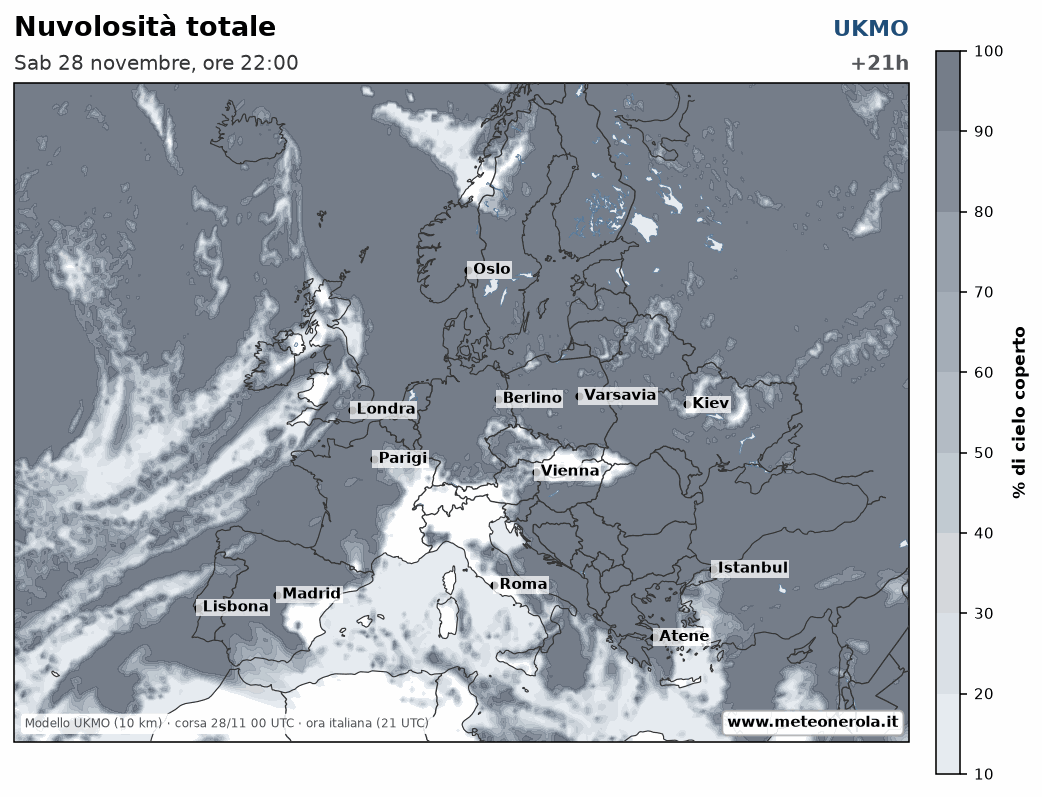 Nuvolosità totale
UKMO
Sab 28 novembre, ore 22:00
+21h
100
90
80
70
60
50
40
30
20
10
% di cielo coperto
Oslo
Berlino
Varsavia
Kiev
Londra
Parigi
Vienna
Istanbul
Roma
Madrid
Lisbona
Atene
Modello UKMO (10 km) · corsa 28/11 00 UTC · ora italiana (21 UTC)
www.meteonerola.it